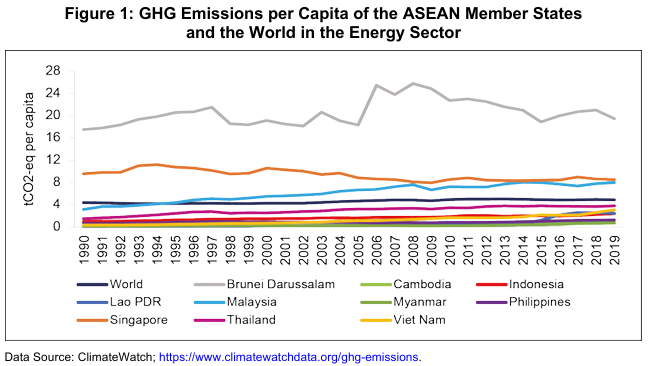 Figure 1: GHG Emissions per Capita of the ASEAN Member States
and the World in the Energy Sector
tCO2-eq per capita
28
24
20
16
12
8
4
0
1990 1991 1992 1993 1994 1995 1996 1997 1998 1999 2000 2001 2002 2003 2004 2005 2006 2007 2008 2009 2010 2011 2012 2013 2014 2015 2016 2017 2018 2019
World Brunei Darussalam Cambodia Indonesia
Lao PDR Malaysia Myanmar Philippines
Singapore Thailand Viet Nam
Data Source: ClimateWatch; https://www.climatewatchdata.org/ghg-emissions.